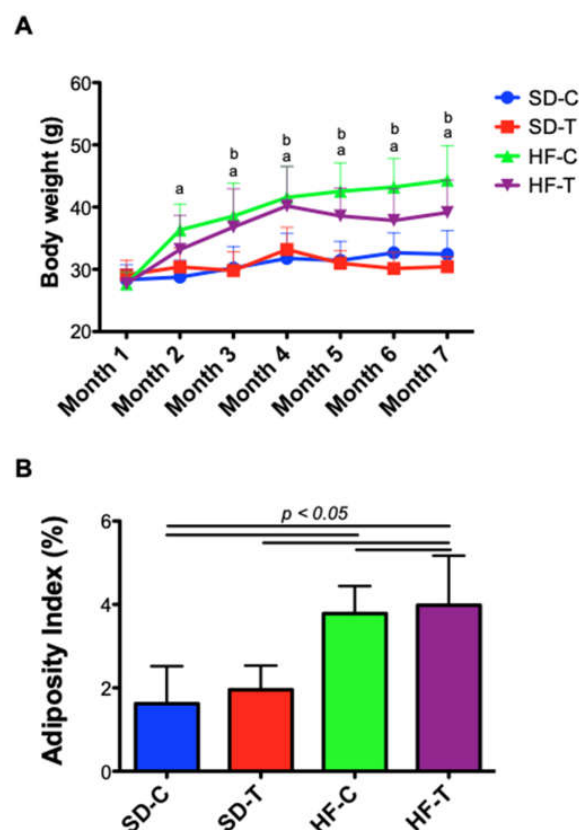 A
Body weight (g)
60
50
40
30
20
a
b
a
b
a
b
a
b
a
b
a
SD-C
SD-T
HF-C
HF-T
Month 1
Month 2
Month 3
Month 4
Month 5
Month 6
Month 7
B
Adiposity Index (%)
6
4
2
0
p < 0.05
SD-C
SD-T
HF-C
HF-T